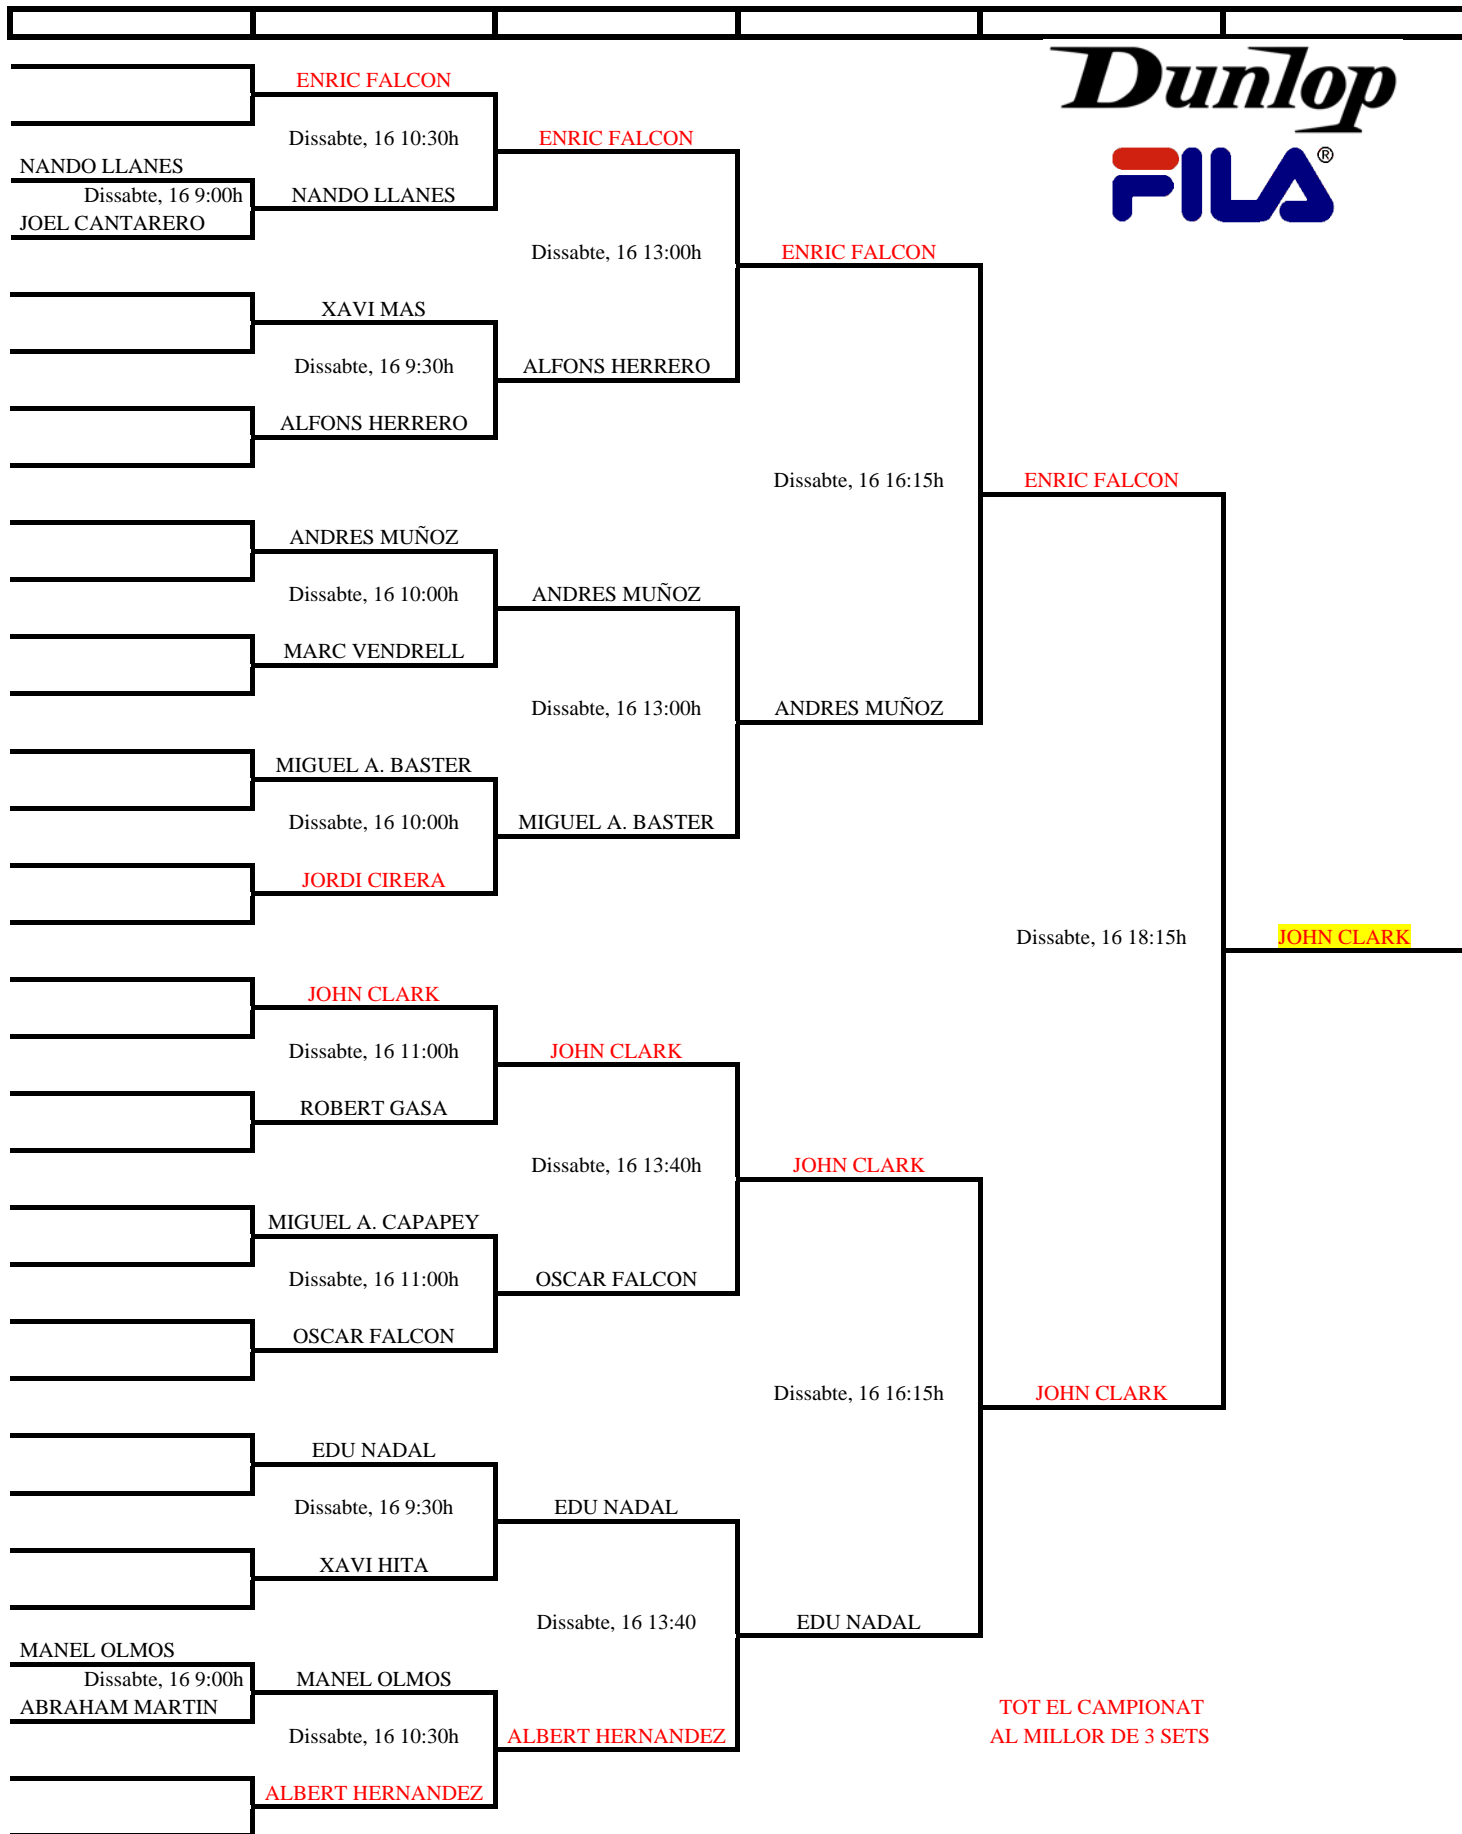 Dunlop
FILA®
ENRIC FALCON
Dissabte, 16 10:30h
ENRIC FALCON
NANDO LLANES
Dissabte, 16 9:00h
NANDO LLANES
JOEL CANTARERO
Dissabte, 16 13:00h
ENRIC FALCON
XAVI MAS
Dissabte, 16 9:30h
ALFONS HERRERO
ALFONS HERRERO
Dissabte, 16 16:15h
ENRIC FALCON
ANDRES MUÑOZ
Dissabte, 16 10:00h
ANDRES MUÑOZ
MARC VENDRELL
Dissabte, 16 13:00h
ANDRES MUÑOZ
MIGUEL A. BASTER
Dissabte, 16 10:00h
MIGUEL A. BASTER
JORDI CIRERA
Dissabte, 16 18:15h
JOHN CLARK
JOHN CLARK
Dissabte, 16 11:00h
JOHN CLARK
ROBERT GASA
Dissabte, 16 13:40h
JOHN CLARK
MIGUEL A. CAPAPEY
Dissabte, 16 11:00h
OSCAR FALCON
OSCAR FALCON
Dissabte, 16 16:15h
JOHN CLARK
EDU NADAL
Dissabte, 16 9:30h
EDU NADAL
XAVI HITA
Dissabte, 16 13:40
EDU NADAL
MANEL OLMOS
Dissabte, 16 9:00h
MANEL OLMOS
ABRAHAM MARTIN
Dissabte, 16 10:30h
ALBERT HERNANDEZ
ALBERT HERNANDEZ
TOT EL CAMPIONAT
AL MILLOR DE 3 SETS